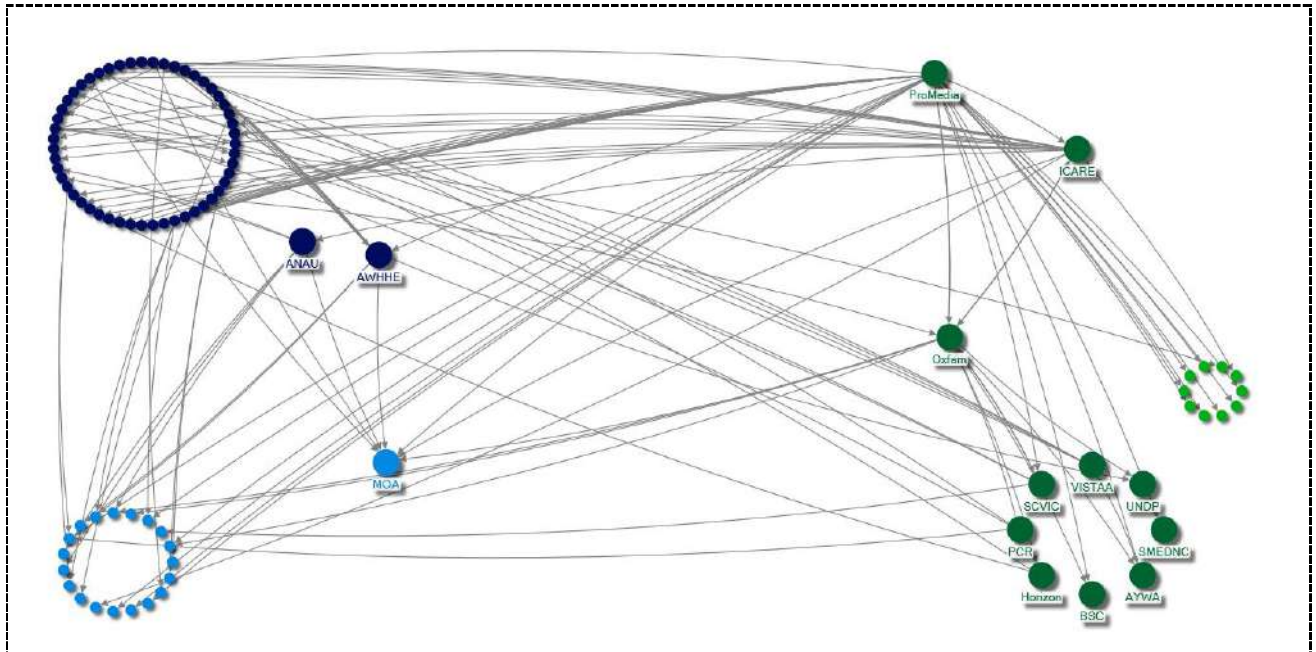 ProMedia
ICARE
ANAU
AWHHE
Oxfam
MOA
VISTAA
SCVIC
UNDP
PCR
SMEDNC
Horizon
AYWA
BSC